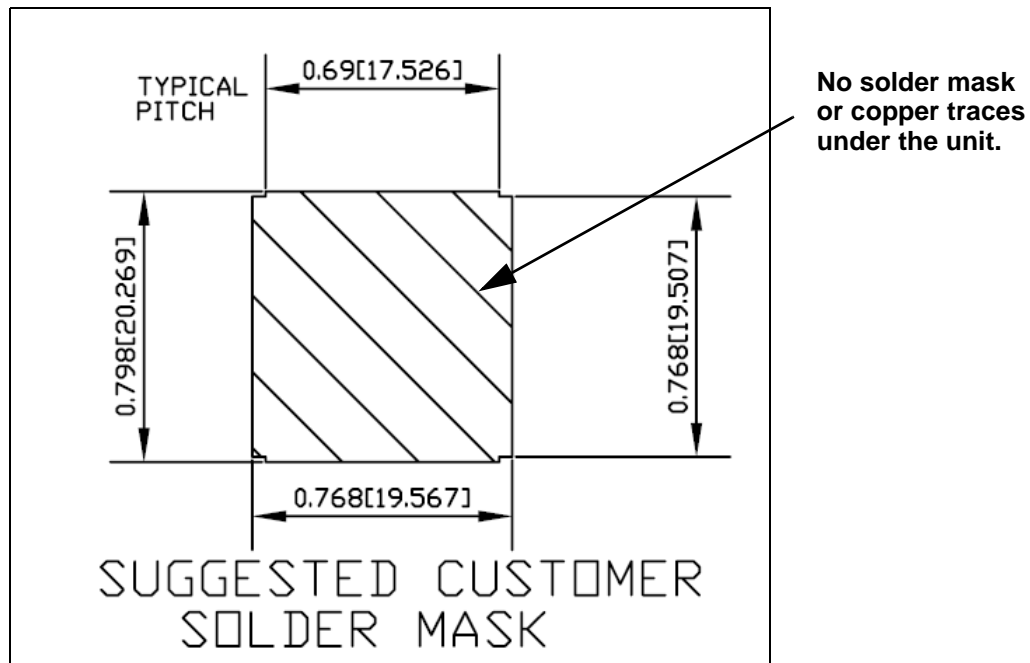 TYPICAL
PITCH
0.69[17.526]
No solder mask
or copper traces
under the unit.
0.798[20.269]
0.768[19.507]
0.768[19.567]
SUGGESTED CUSTOMER
SOLDER MASK